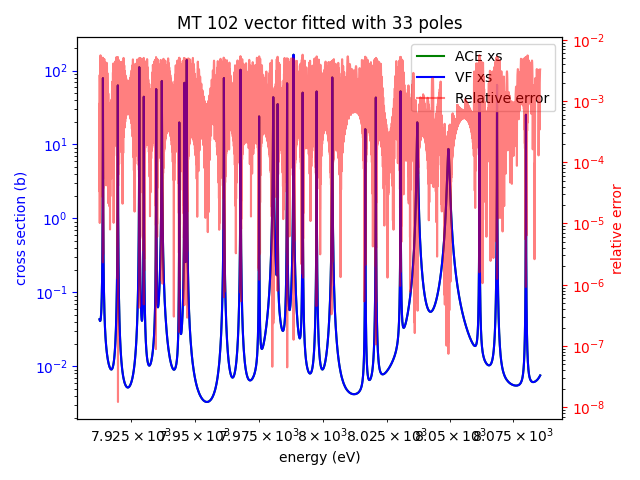 MT 102 vector fitted with 33 poles
ACE xs
VF xs
Relative error
cross section (b)
10²
10¹
10⁰
10⁻¹
10⁻²
relative error
10⁻²
10⁻³
10⁻⁴
10⁻⁵
10⁻⁶
10⁻⁷
10⁻⁸
7.925 × 10³ 7.95 × 10³ 7.975 × 10³ 8 × 10³ 8.025 × 10³ 8.05 × 10³ 8.075 × 10³
energy (eV)